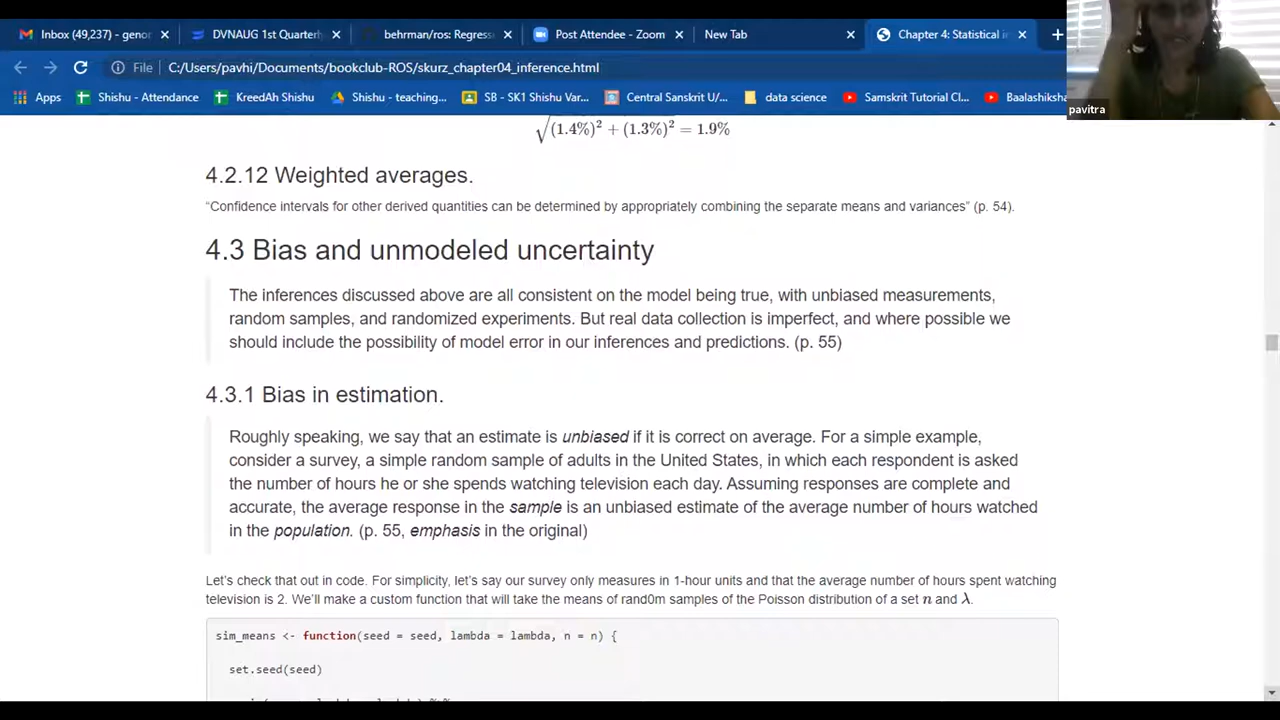 Inbox (49,237) - geno
DVNAUG 1st Quarter
behrman/ros: Regress
Post Attendee - Zoom
New Tab
Chapter 4: Statistical i
File
C:/Users/pavhi/Documents/bookclub-ROS/skurz_chapter04_inference.html
Apps
Shishu - Attendance
KreedAh Shishu
Shishu - teaching...
SB - SK1 Shishu Var...
Central Sanskrit U/...
data science
Samskrit Tutorial Cl...
Baalashiksha
pavitra
√(1.4%)² + (1.3%)² = 1.9%
4.2.12 Weighted averages.
“Confidence intervals for other derived quantities can be determined by appropriately combining the separate means and variances” (p. 54).
4.3 Bias and unmodeled uncertainty
The inferences discussed above are all consistent on the model being true, with unbiased measurements,
random samples, and randomized experiments. But real data collection is imperfect, and where possible we
should include the possibility of model error in our inferences and predictions. (p. 55)
4.3.1 Bias in estimation.
Roughly speaking, we say that an estimate is unbiased if it is correct on average. For a simple example,
consider a survey, a simple random sample of adults in the United States, in which each respondent is asked
the number of hours he or she spends watching television each day. Assuming responses are complete and
accurate, the average response in the sample is an unbiased estimate of the average number of hours watched
in the population. (p. 55, emphasis in the original)
Let’s check that out in code. For simplicity, let’s say our survey only measures in 1-hour units and that the average number of hours spent watching
television is 2. We’ll make a custom function that will take the means of rand0m samples of the Poisson distribution of a set n and λ.
sim_means <- function(seed = seed, lambda = lambda, n = n) {
set.seed(seed)